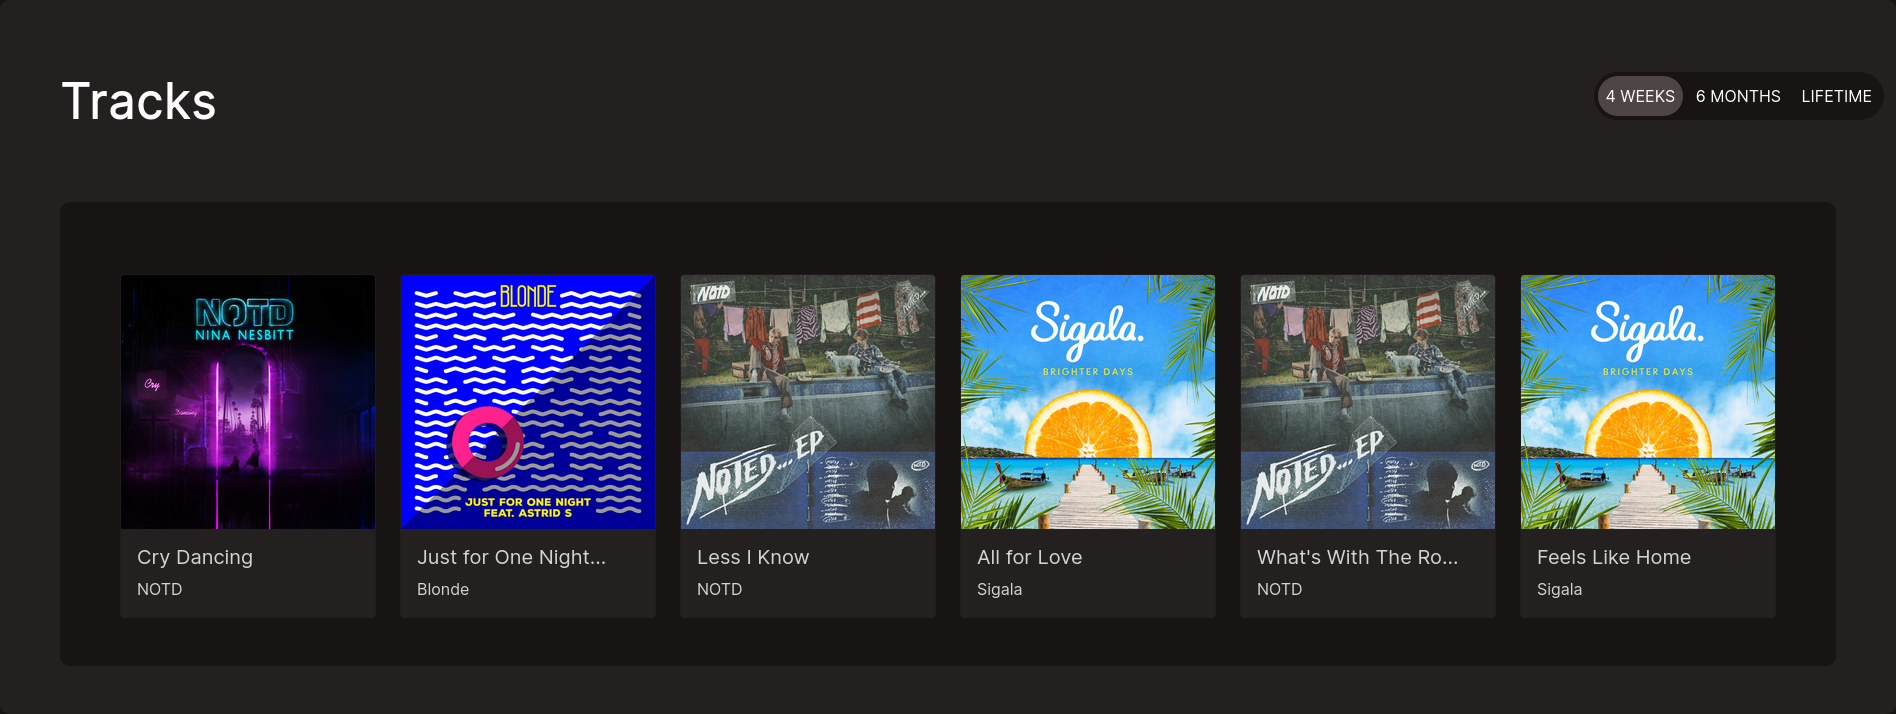 Tracks
4 WEEKS
6 MONTHS
LIFETIME
NOTD
NINA NESBITT
Cry
Dancing
Cry Dancing
NOTD
BLONDE
JUST FOR ONE NIGHT
FEAT. ASTRID S
Just for One Night...
Blonde
NOTD
NOTED... EP
NOTD
Less I Know
NOTD
Sigala.
BRIGHTER DAYS
All for Love
Sigala
NOTD
NOTED... EP
NOTD
What's With The Ro...
NOTD
Sigala.
BRIGHTER DAYS
Feels Like Home
Sigala